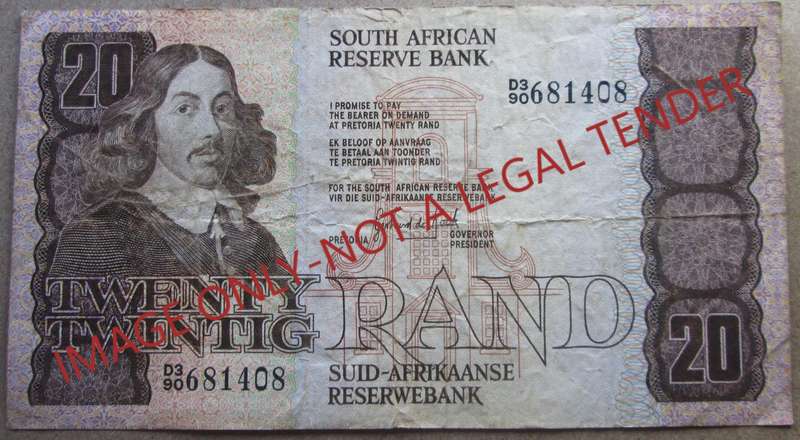 20
SOUTH AFRICAN
RESERVE BANK
D3/90 681408
I PROMISE TO PAY
THE BEARER ON DEMAND
AT PRETORIA TWENTY RAND
EK BELOOF OP AANVRAAG
TE BETAAL AAN TOONDER
TE PRETORIA TWINTIG RAND
FOR THE SOUTH AFRICAN RESERVE BANK
VIR DIE SUID-AFRIKAANSE RESERVEBANK
PRETORIA
GOVERNOR
PRESIDENT
TWENTY
TWINTIG
RAND
20
D3/90 681408
SUID-AFRIKAANSE
RESERWEBANK
IMAGE ONLY-NOT A LEGAL TENDER